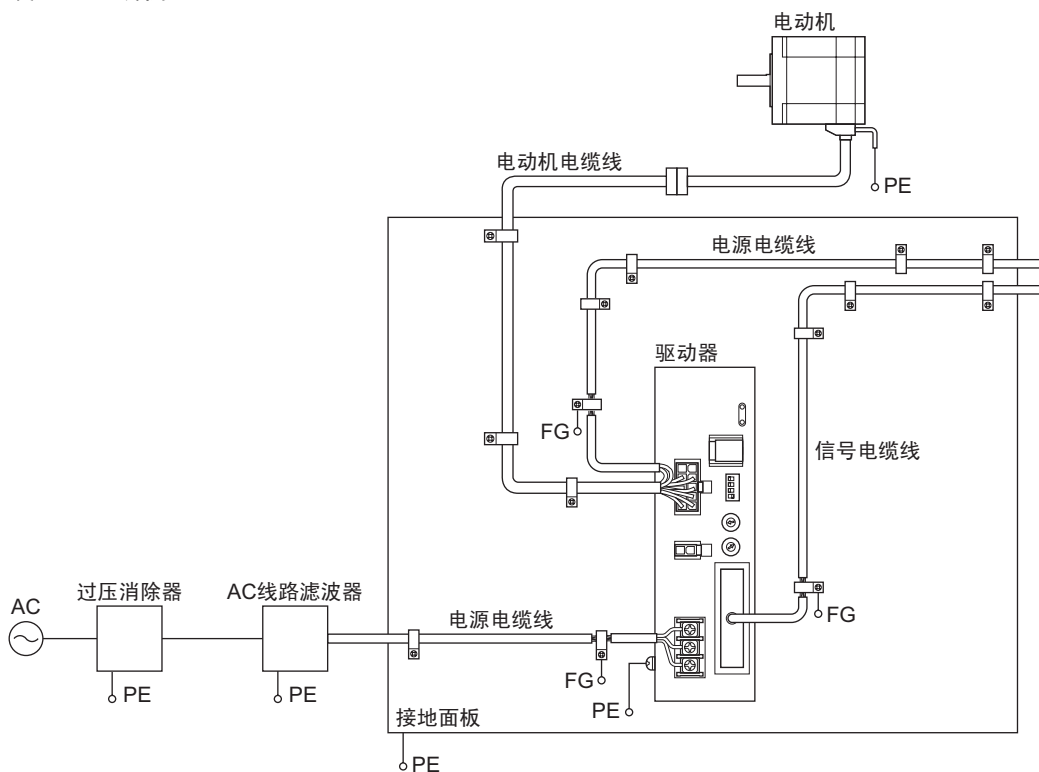 电动机
电动机电缆线
PE
电源电缆线
驱动器
FG
信号电缆线
过压消除器
AC线路滤波器
AC
电源电缆线
FG
PE
PE
FG
PE
接地面板
PE